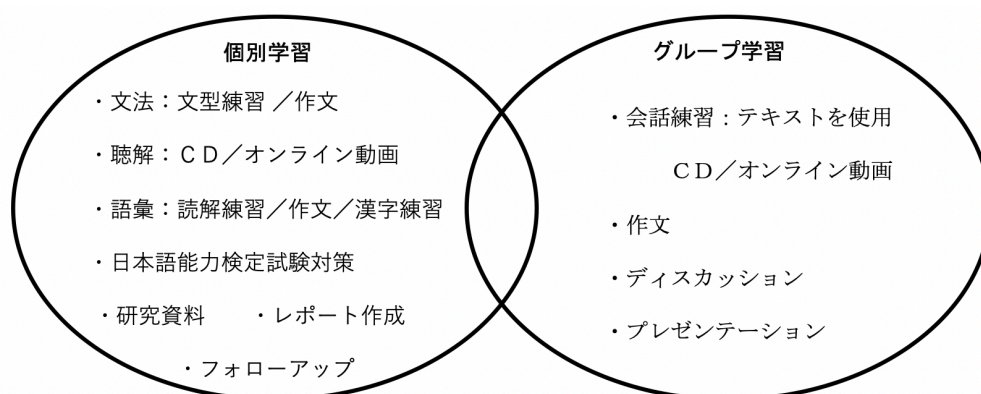 個別学習
・文法：文型練習 ／作文
・聴解：ＣＤ／オンライン動画
・語彙：読解練習／作文／漢字練習
・日本語能力検定試験対策
・研究資料　　・レポート作成
・フォローアップ
グループ学習
・会話練習：テキストを使用
ＣＤ／オンライン動画
・作文
・ディスカッション
・プレゼンテーション